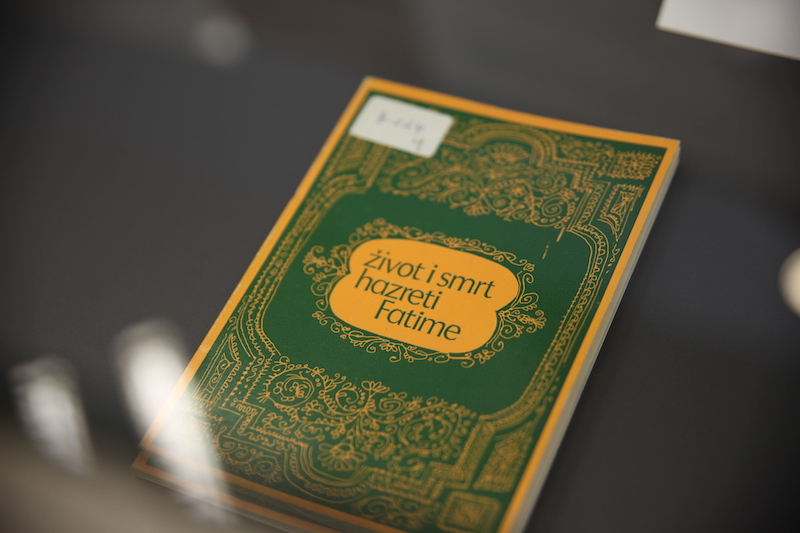 život i smrt
hazreti
Fatime